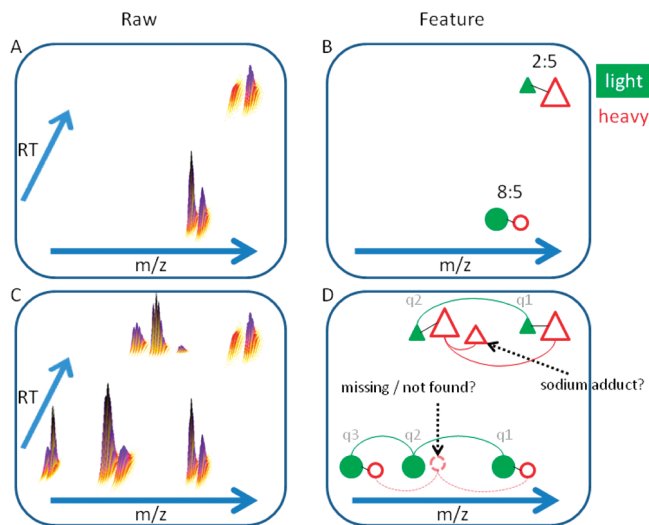 Raw
Feature
A
RT
m/z
B
2:5
light
heavy
8:5
m/z
C
RT
m/z
D
q2
q1
missing / not found?
sodium adduct?
q3
q2
q1
m/z